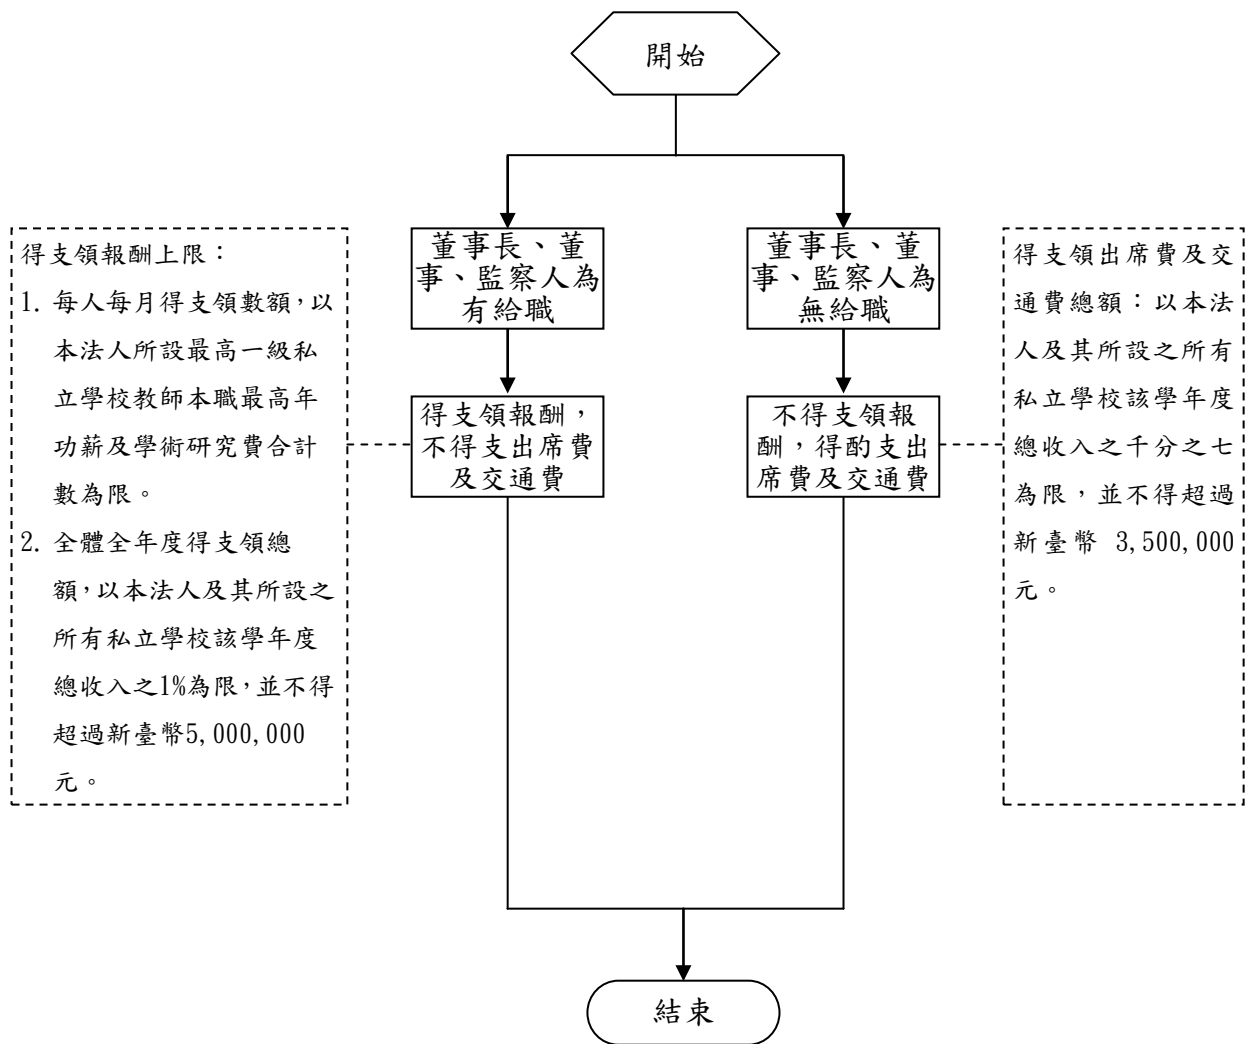 開始
得支領報酬上限：
1. 每人每月得支領數額，以
本法人所設最高一級私
立學校教師本職最高年
功薪及學術研究費合計
數為限。
2. 全體全年度得支領總
額，以本法人及其所設之
所有私立學校該學年度
總收入之1%為限，並不得
超過新臺幣5,000,000
元。
董事長、董
事、監察人為
有給職
得支領報酬，
不得支出席費
及交通費
董事長、董
事、監察人為
無給職
不得支領報
酬，得酌支出
席費及交通費
得支領出席費及交
通費總額：以本法
人及其所設之所有
私立學校該學年度
總收入之千分之七
為限，並不得超過
新臺幣 3,500,000
元。
結束